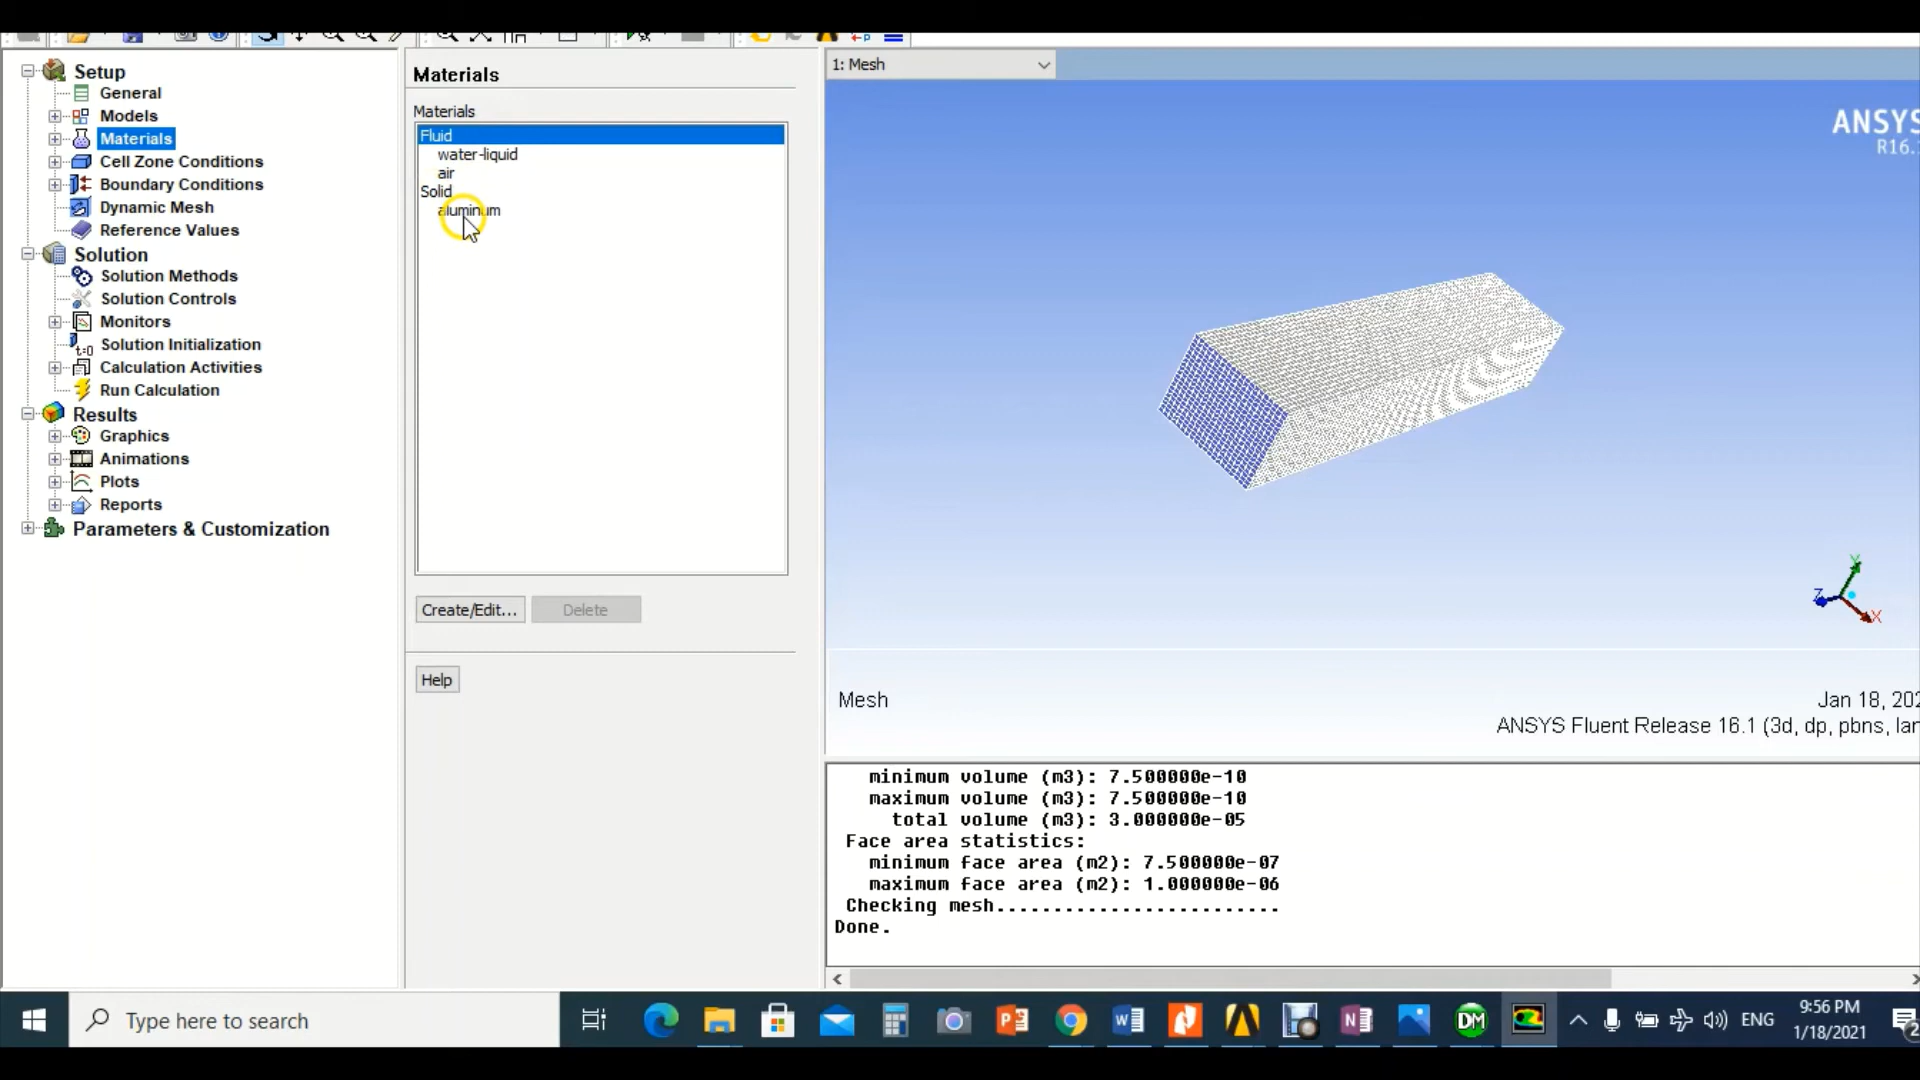 Setup
General
Models
Materials
Cell Zone Conditions
Boundary Conditions
Dynamic Mesh
Reference Values
Solution
Solution Methods
Solution Controls
Monitors
t=0
Solution Initialization
Calculation Activities
Run Calculation
Results
Graphics
Animations
Plots
Reports
Parameters & Customization
Materials
Materials
Fluid
water-liquid
air
Solid
aluminum
Create/Edit...
Delete
Help
1: Mesh
ANSYS
R16.
Y
Z
X
Mesh
Jan 18, 202
ANSYS Fluent Release 16.1 (3d, dp, pbns, lar
minimum volume (m3): 7.500000e-10
maximum volume (m3): 7.500000e-10
total volume (m3): 3.000000e-05
Face area statistics:
minimum face area (m2): 7.500000e-07
maximum face area (m2): 1.000000e-06
Checking mesh.........................
Done.
Type here to search
ENG
9:56 PM
1/18/2021
2